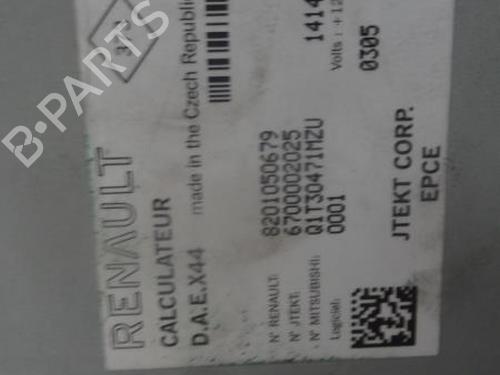 RENAULT
CALCULATEUR
D.A.E.X44 made in the Czech Republic
N° RENAULT: 8201050679
N° JTEKT: 6700002025
N° MITSUBISHI: Q1T30471MZU
Logiciel: 0001
1414
Volts : +12
0305
JTEKT CORP.
EPCE
B-PARTS